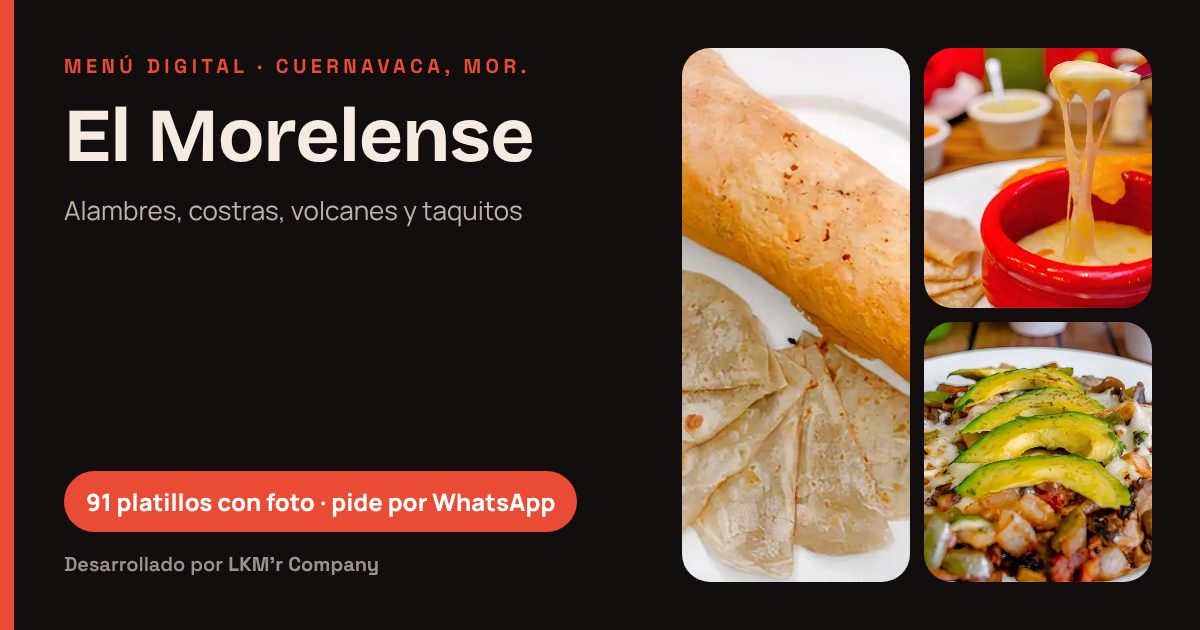 MENÚ DIGITAL · CUERNAVACA, MOR.
El Morelense
Alambres, costras, volcanes y taquitos
91 platillos con foto · pide por WhatsApp
Desarrollado por LKM’r Company